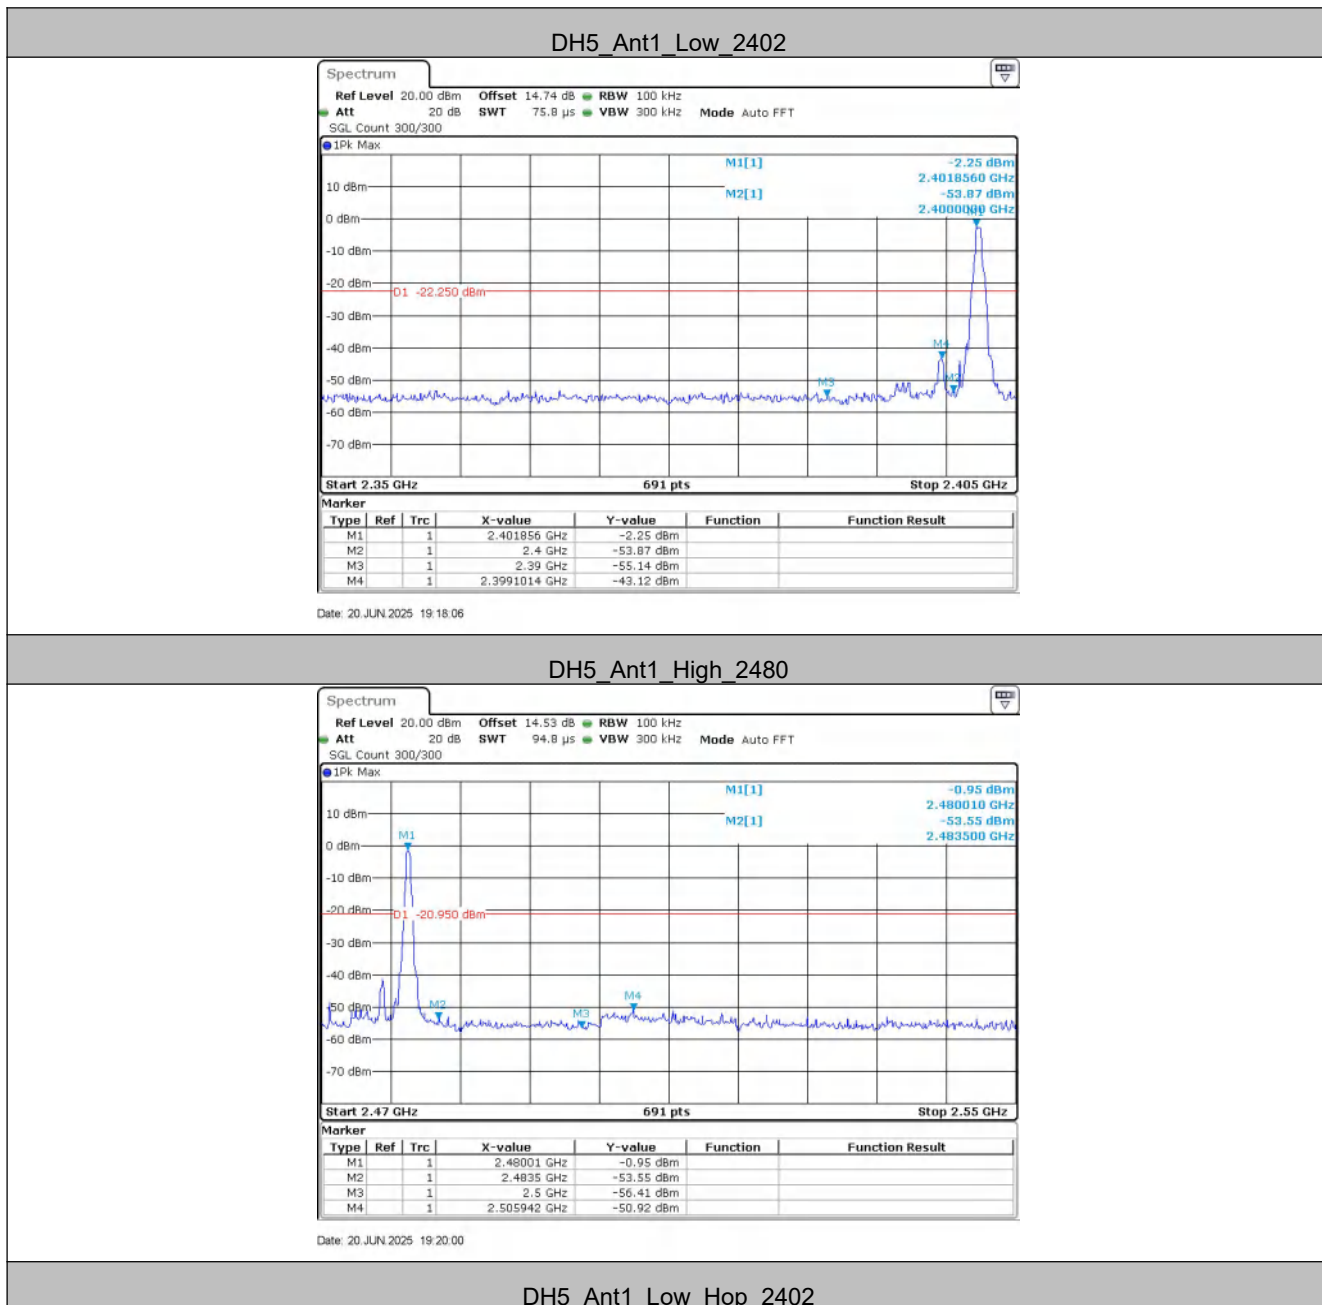 DH5_Ant1_Low_2402
Spectrum
Ref Level 20.00 dBm Offset 14.74 dB RBW 100 kHz
Att 20 dB SWT 75.8 µs VBW 300 kHz Mode Auto FFT
SGL Count 300/300
1Pk Max
M1[1] -2.25 dBm
2.4018560 GHz
M2[1] -53.87 dBm
2.4000000 GHz
10 dBm
M1
0 dBm
-10 dBm
-20 dBm
D1 -22.250 dBm
-30 dBm
-40 dBm
M4
-50 dBm
M3
M2
-60 dBm
-70 dBm
Start 2.35 GHz 691 pts Stop 2.405 GHz
Marker
Type Ref Trc X-value Y-value Function Function Result
M1 1 2.401856 GHz -2.25 dBm
M2 1 2.4 GHz -53.87 dBm
M3 1 2.39 GHz -55.14 dBm
M4 1 2.3991014 GHz -43.12 dBm
Date: 20.JUN.2025 19:18:06
DH5_Ant1_High_2480
Spectrum
Ref Level 20.00 dBm Offset 14.53 dB RBW 100 kHz
Att 20 dB SWT 94.8 µs VBW 300 kHz Mode Auto FFT
SGL Count 300/300
1Pk Max
M1[1] -0.95 dBm
2.480010 GHz
M2[1] -53.55 dBm
2.483500 GHz
10 dBm
M1
0 dBm
-10 dBm
-20 dBm
D1 -20.950 dBm
-30 dBm
-40 dBm
M4
-50 dBm
M2
M3
-60 dBm
-70 dBm
Start 2.47 GHz 691 pts Stop 2.55 GHz
Marker
Type Ref Trc X-value Y-value Function Function Result
M1 1 2.48001 GHz -0.95 dBm
M2 1 2.4835 GHz -53.55 dBm
M3 1 2.5 GHz -56.41 dBm
M4 1 2.505942 GHz -50.92 dBm
Date: 20.JUN.2025 19:20:00
DH5_Ant1_Low_Hop_2402